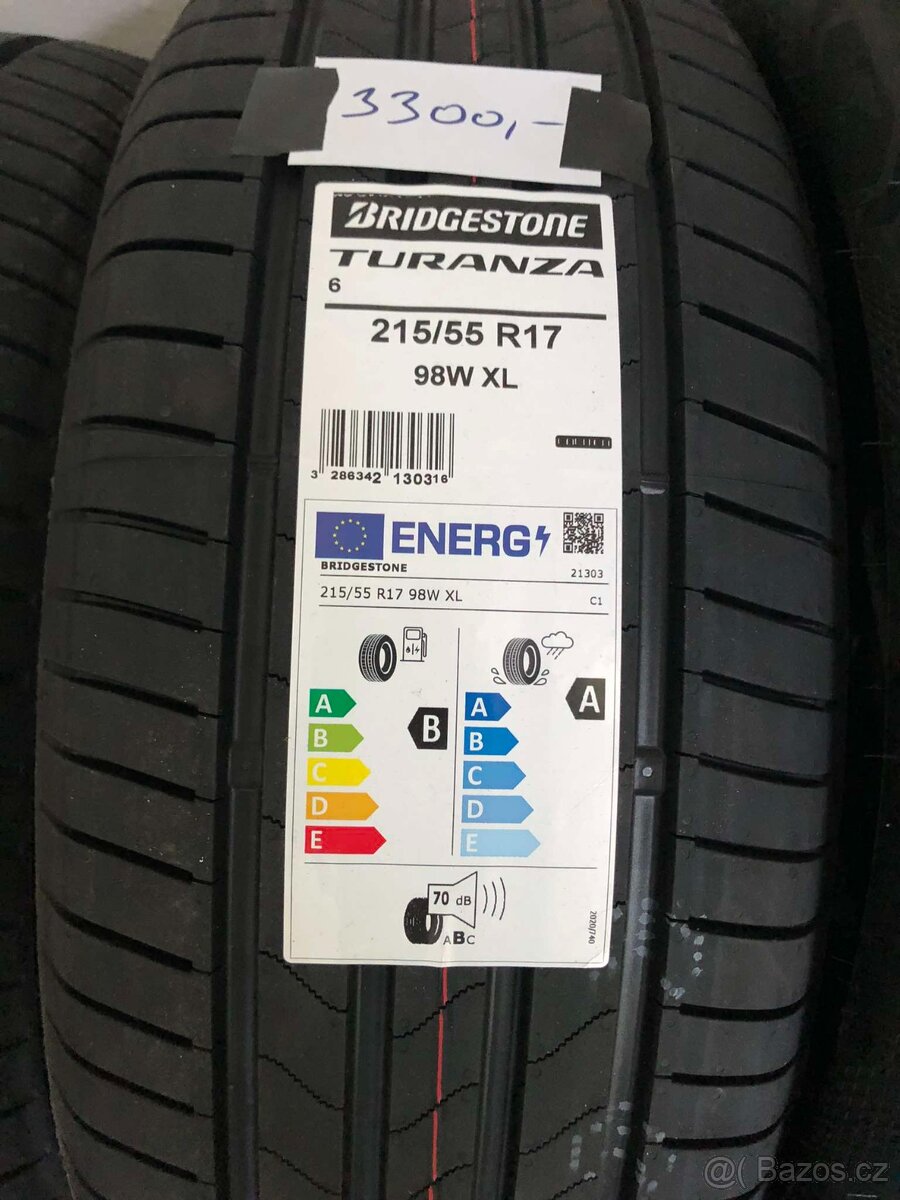 3300,-
BRIDGESTONE
TURANZA
6
215/55 R17
98W XL
3 286342 130316
ENERG
BRIDGESTONE
21303
215/55 R17 98W XL
C1
A
B
C
D
E
B
A
B
C
D
E
A
70 dB
ABC
2020/740
@( Bazos.cz